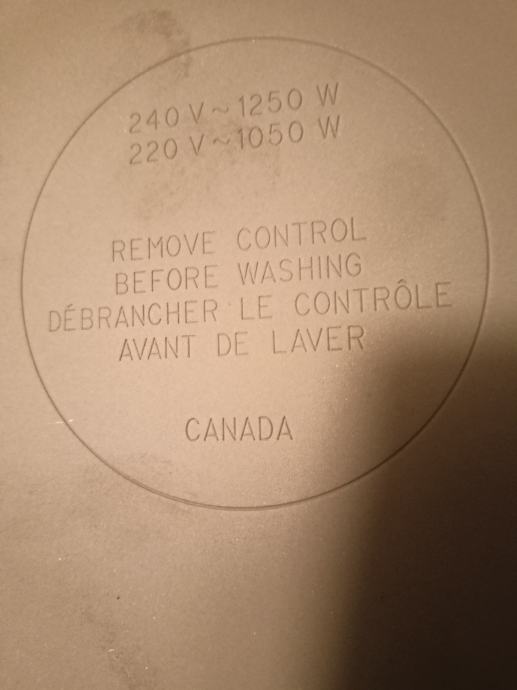 240 V ~ 1250 W
220 V ~ 1050 W
REMOVE CONTROL
BEFORE WASHING
DÉBRANCHER LE CONTRÔLE
AVANT DE LAVER
CANADA